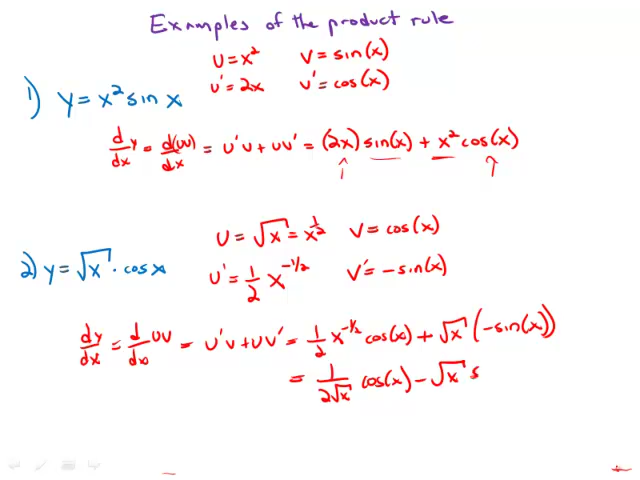 Examples of the product rule
u = x² v = sin(x)
u' = 2x v' = cos(x)
1) y = x² sin x
d/dx y = d(uv)/dx = u'v + uv' = (2x) sin(x) + x² cos(x)
u = √x = x^1/2 v = cos(x)
2) y = √x · cos x
u' = 1/2 x^-1/2 v' = -sin(x)
dy/dx = d/dx uv = u'v + uv' = 1/2 x^-1/2 cos(x) + √x (-sin(x))
= 1/(2√x) cos(x) - √x s